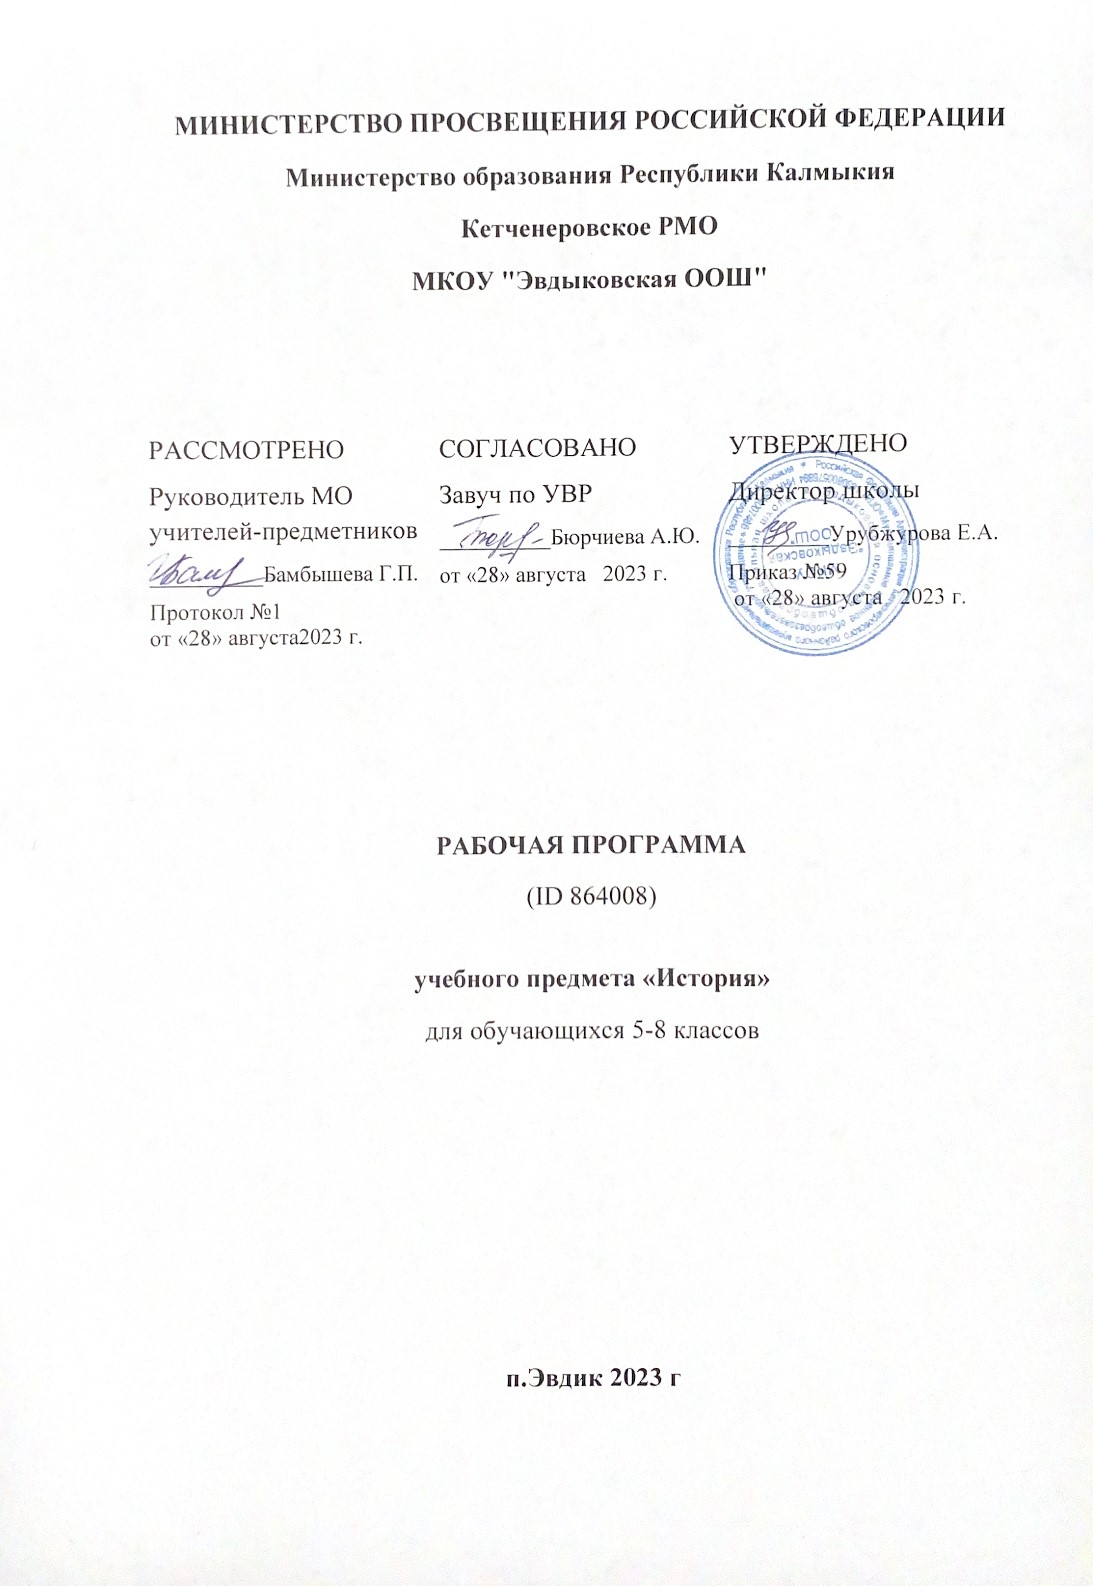 МИНИСТЕРСТВО ПРОСВЕЩЕНИЯ РОССИЙСКОЙ ФЕДЕРАЦИИ
Министерство образования Республики Калмыкия
Кетченеровское РМО
МКОУ "Эвдыковская ООШ"
РАССМОТРЕНО
Руководитель МО
учителей-предметников
Бамбышева Г.П.
Протокол №1
от «28» августа2023 г.
СОГЛАСОВАНО
Завуч по УВР
Бюрчиева А.Ю.
от «28» августа 2023 г.
УТВЕРЖДЕНО
Директор школы
Урубжурова Е.А.
Приказ №59
от «28» августа 2023 г.
РАБОЧАЯ ПРОГРАММА
(ID 864008)
учебного предмета «История»
для обучающихся 5-8 классов
п.Эвдик 2023 г